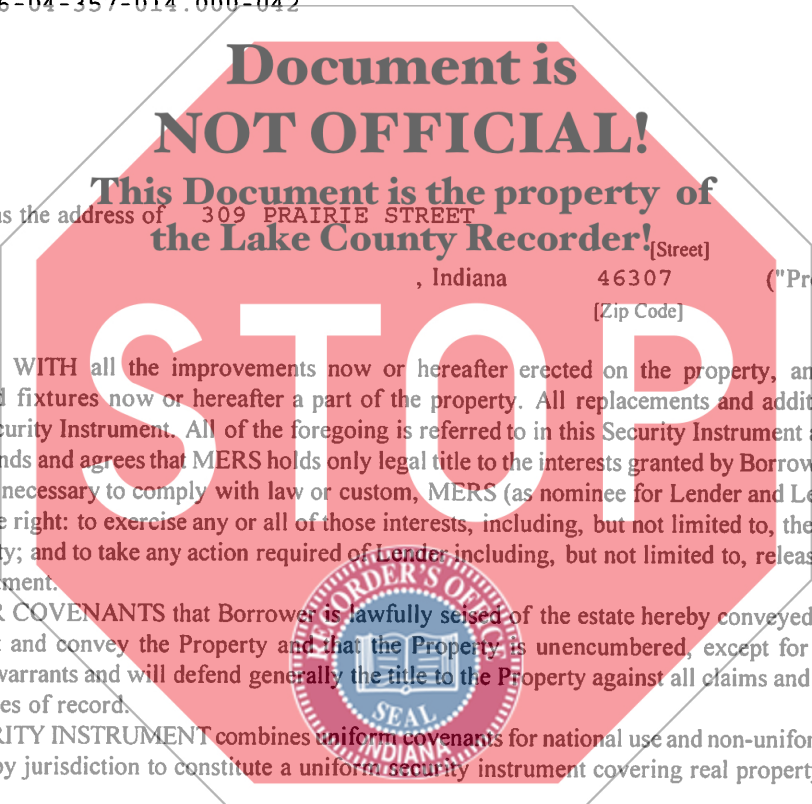 6-04-357-014.000-042
Document is
NOT OFFICIAL!
This Document is the property of
s the address of 309 PRAIRIE STREET
the Lake County Recorder!
[Street]
, Indiana 46307 ("Pr
[Zip Code]
STOP
WITH all the improvements now or hereafter erected on the property, an
fixtures now or hereafter a part of the property. All replacements and addit
curity Instrument. All of the foregoing is referred to in this Security Instrument
nds and agrees that MERS holds only legal title to the interests granted by Borrow
necessary to comply with law or custom, MERS (as nominee for Lender and Le
e right: to exercise any or all of those interests, including, but not limited to, the
ty; and to take any action required of Lender including, but not limited to, releas
ment.
R COVENANTS that Borrower is lawfully seised of the estate hereby conveyed
t and convey the Property and that the Property is unencumbered, except for
warrants and will defend generally the title to the Property against all claims and
es of record.
RITY INSTRUMENT combines uniform covenants for national use and non-unifor
by jurisdiction to constitute a uniform security instrument covering real property
RECORDER'S OFFICE
SEAL
INDIANA